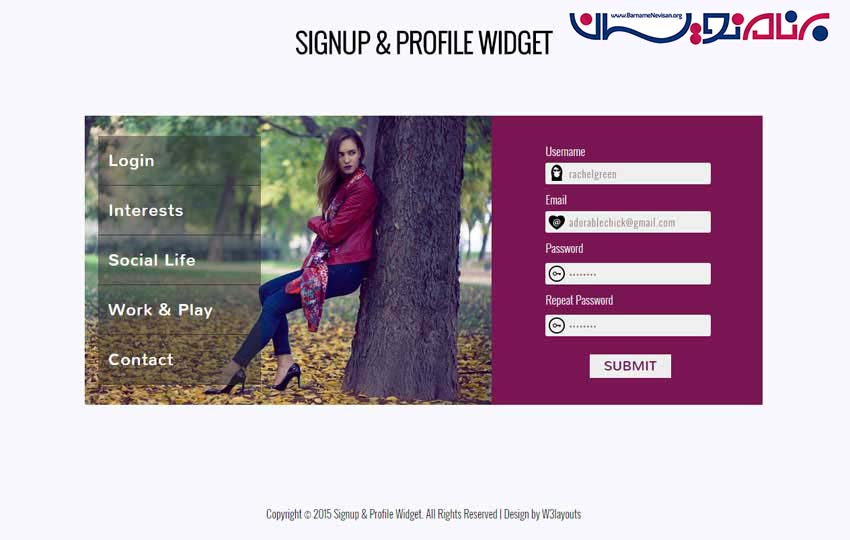 www.BarnameNevisan.org
برنامه نویسان
SIGNUP & PROFILE WIDGET
Login
Interests
Social Life
Work & Play
Contact
Username
rachelgreen
Email
@
adorablechick@gmail.com
Password
••••••••
Repeat Password
••••••••
SUBMIT
Copyright © 2015 Signup & Profile Widget. All Rights Reserved | Design by W3layouts